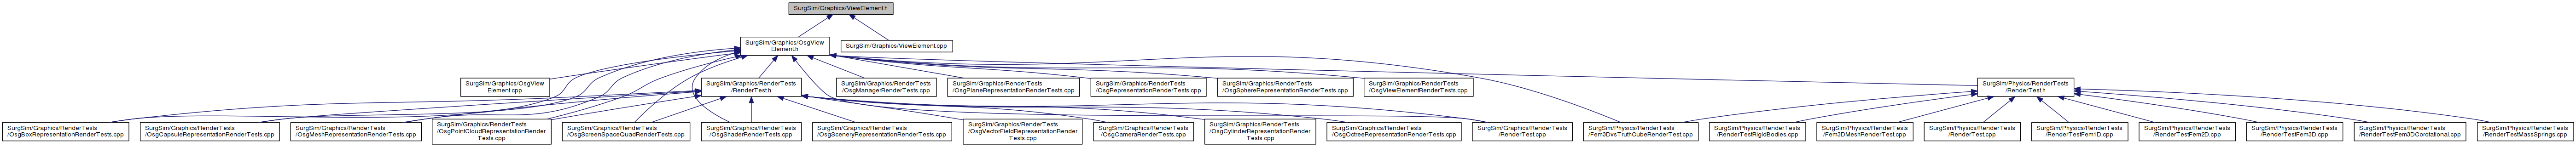 SurgSim/Graphics/ViewElement.h
SurgSim/Graphics/OsgView
Element.h
SurgSim/Graphics/ViewElement.cpp
SurgSim/Graphics/OsgView
Element.cpp
SurgSim/Graphics/RenderTests
/RenderTest.h
SurgSim/Graphics/RenderTests
/OsgManagerRenderTests.cpp
SurgSim/Graphics/RenderTests
/OsgPlaneRepresentationRenderTests.cpp
SurgSim/Graphics/RenderTests
/OsgRepresentationRenderTests.cpp
SurgSim/Graphics/RenderTests
/OsgSphereRepresentationRenderTests.cpp
SurgSim/Graphics/RenderTests
/OsgViewElementRenderTests.cpp
SurgSim/Physics/RenderTests
/RenderTest.h
SurgSim/Graphics/RenderTests
/OsgBoxRepresentationRenderTests.cpp
SurgSim/Graphics/RenderTests
/OsgCapsuleRepresentationRenderTests.cpp
SurgSim/Graphics/RenderTests
/OsgMeshRepresentationRenderTests.cpp
SurgSim/Graphics/RenderTests
/OsgPointCloudRepresentationRender
Tests.cpp
SurgSim/Graphics/RenderTests
/OsgScreenSpaceQuadRenderTests.cpp
SurgSim/Graphics/RenderTests
/OsgShaderRenderTests.cpp
SurgSim/Graphics/RenderTests
/OsgSceneryRepresentationRenderTests.cpp
SurgSim/Graphics/RenderTests
/OsgVectorFieldRepresentationRender
Tests.cpp
SurgSim/Graphics/RenderTests
/OsgCameraRenderTests.cpp
SurgSim/Graphics/RenderTests
/OsgCylinderRepresentationRender
Tests.cpp
SurgSim/Graphics/RenderTests
/OsgOctreeRepresentationRenderTests.cpp
SurgSim/Graphics/RenderTests
/RenderTest.cpp
SurgSim/Physics/RenderTests
/Fem3DvsTruthCubeRenderTest.cpp
SurgSim/Physics/RenderTests
/RenderTestRigidBodies.cpp
SurgSim/Physics/RenderTests
/Fem3DMeshRenderTest.cpp
SurgSim/Physics/RenderTests
/RenderTest.cpp
SurgSim/Physics/RenderTests
/RenderTestFem1D.cpp
SurgSim/Physics/RenderTests
/RenderTestFem2D.cpp
SurgSim/Physics/RenderTests
/RenderTestFem3D.cpp
SurgSim/Physics/RenderTests
/RenderTestFem3DCorotational.cpp
SurgSim/Physics/RenderTests
/RenderTestMassSprings.cpp